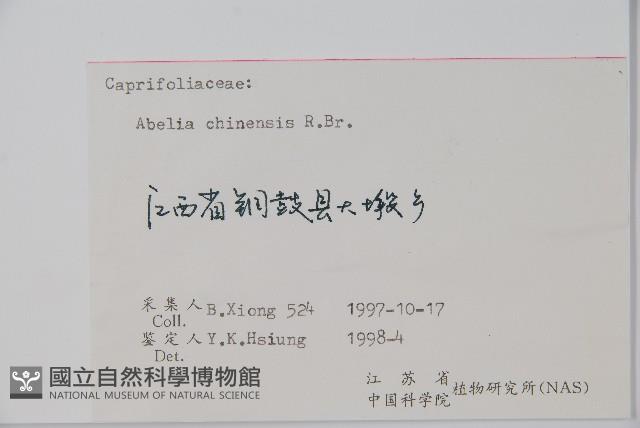 Caprifoliaceae:
Abelia chinensis R.Br.
江西省铜鼓县大塅乡
采集人 B.Xiong 524 1997-10-17
Coll.
鉴定人 Y.K.Hsiung 1998-4
Det.
國立自然科學博物館
NATIONAL MUSEUM OF NATURAL SCIENCE
江苏省
中国科学院 植物研究所(NAS)